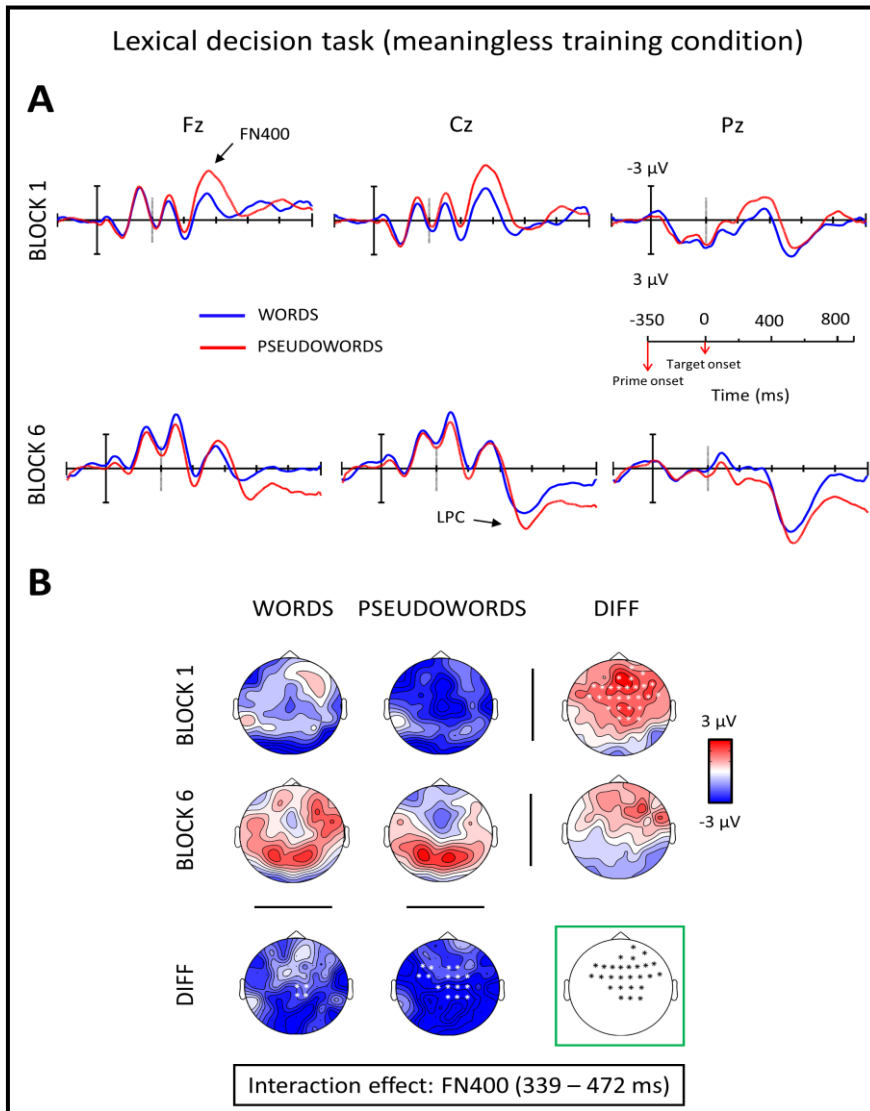 Lexical decision task (meaningless training condition)
A
Fz Cz Pz
FN400
-3 µV
BLOCK 1
3 µV
WORDS
PSEUDOWORDS
-350 0 400 800
Target onset
Prime onset
Time (ms)
BLOCK 6
LPC
B
WORDS PSEUDOWORDS DIFF
BLOCK 1
3 µV
-3 µV
BLOCK 6
DIFF
Interaction effect: FN400 (339 – 472 ms)